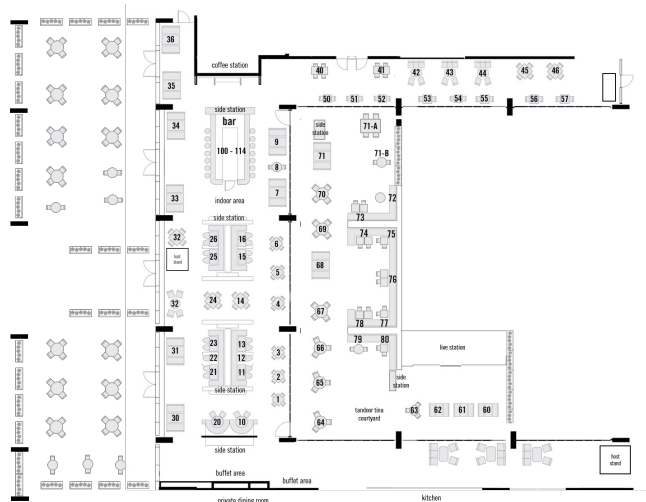 36
coffee station
40
41
42
43
44
45
46
35
50
51
52
53
54
55
56
57
side station
bar
100 - 114
34
9
8
7
side
station
71-A
71
71-B
33
indoor area
70
72
73
side station
69
74
75
32
26
16
6
host
stand
25
15
5
68
76
32
24
14
4
67
78
77
79
80
31
23
13
22
12
21
11
3
2
1
66
65
live station
side
station
side station
30
20
10
64
63
62
61
60
tandoor tina
courtyard
side station
host
stand
buffet area
buffet area
private dining room
kitchen